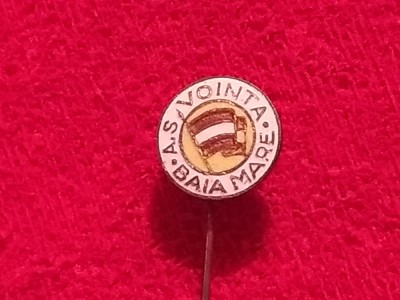 A.S. VOINTA
• BAIA MARE •